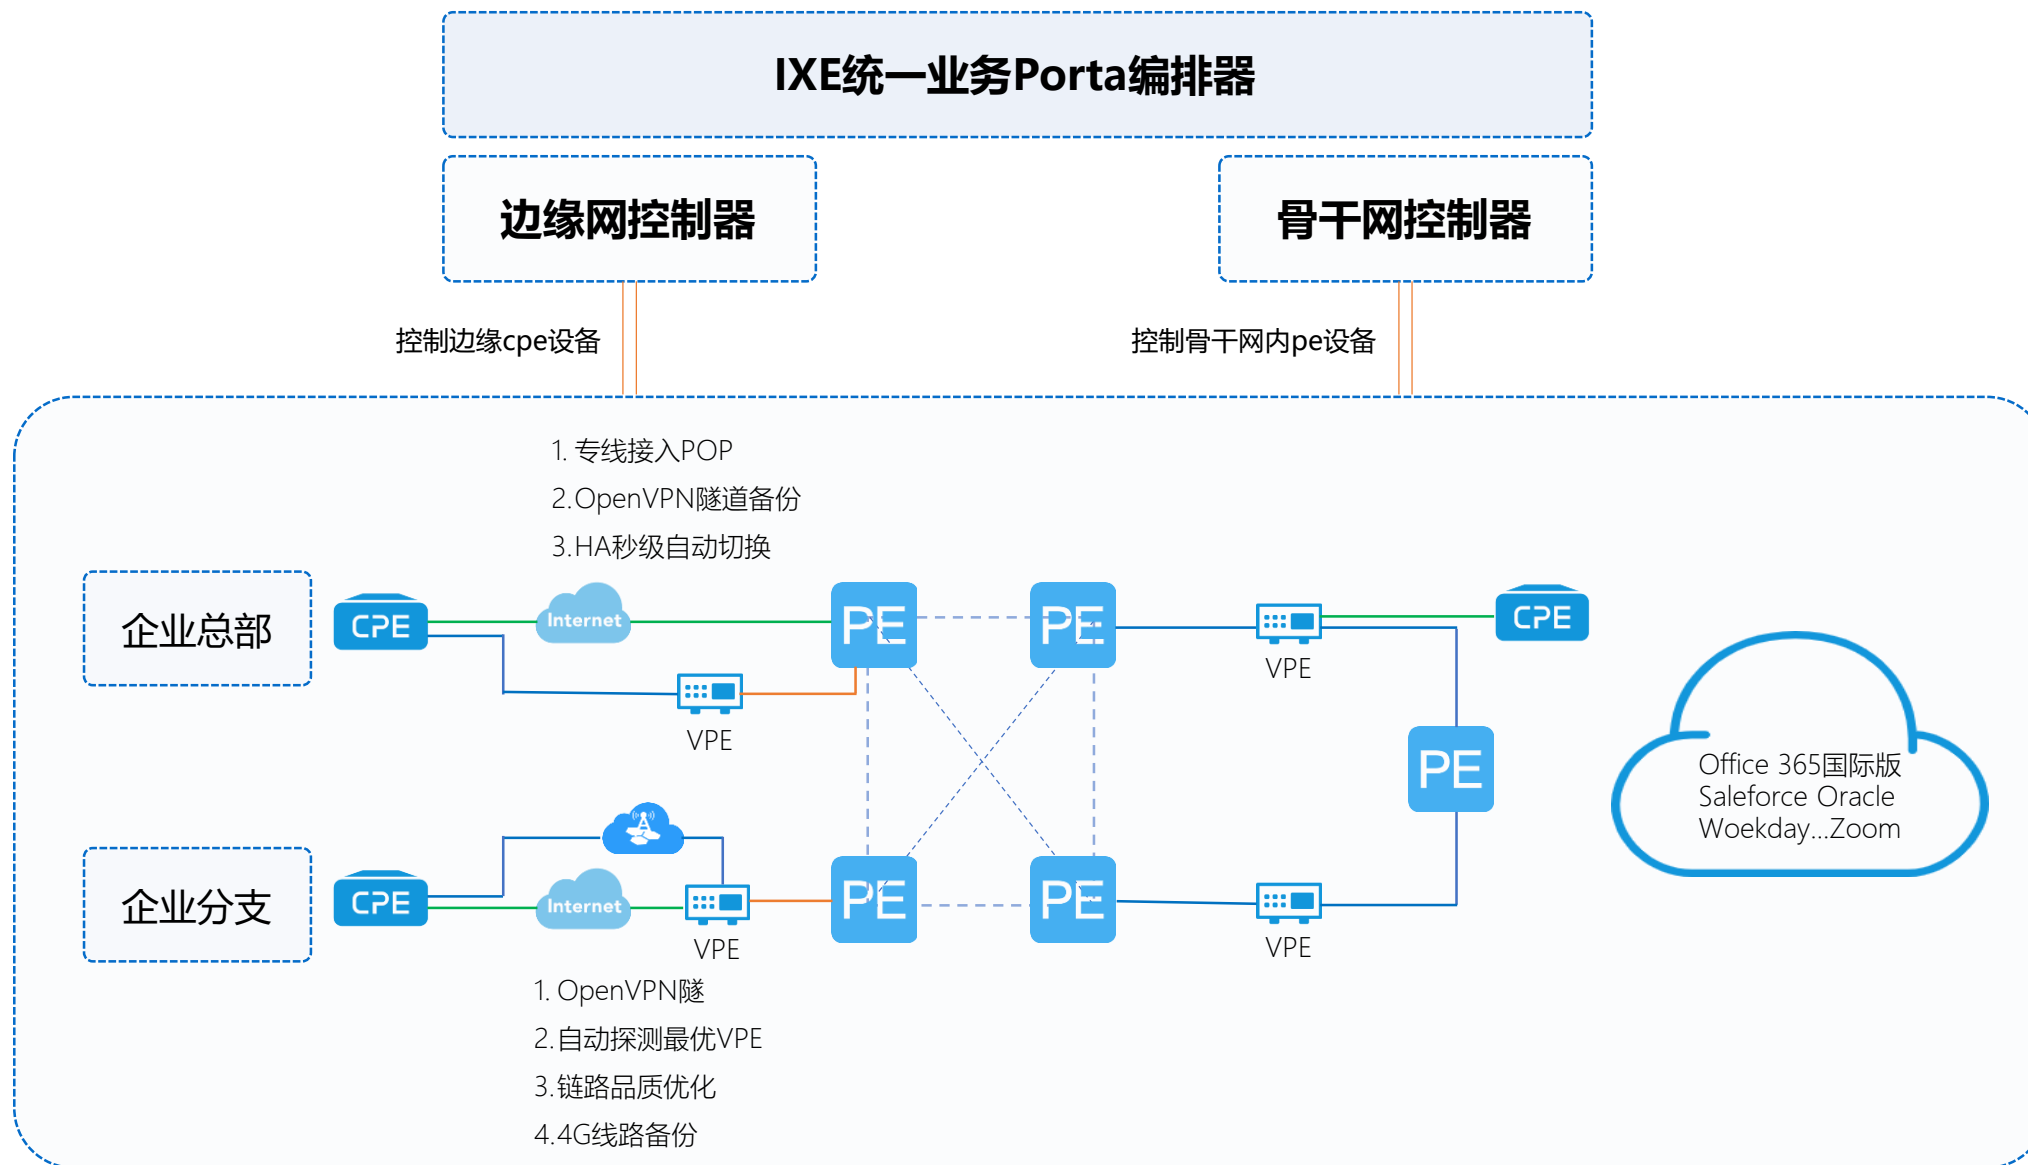 IXE统一业务Porta编排器
边缘网控制器
骨干网控制器
控制边缘cpe设备
控制骨干网内pe设备
1. 专线接入POP
2.OpenVPN隧道备份
3.HA秒级自动切换
企业总部
CPE
Internet
PE
PE
VPE
CPE
VPE
PE
Office 365国际版
Saleforce Oracle
Woekday...Zoom
企业分支
CPE
Internet
VPE
PE
PE
VPE
1. OpenVPN隧
2.自动探测最优VPE
3.链路品质优化
4.4G线路备份